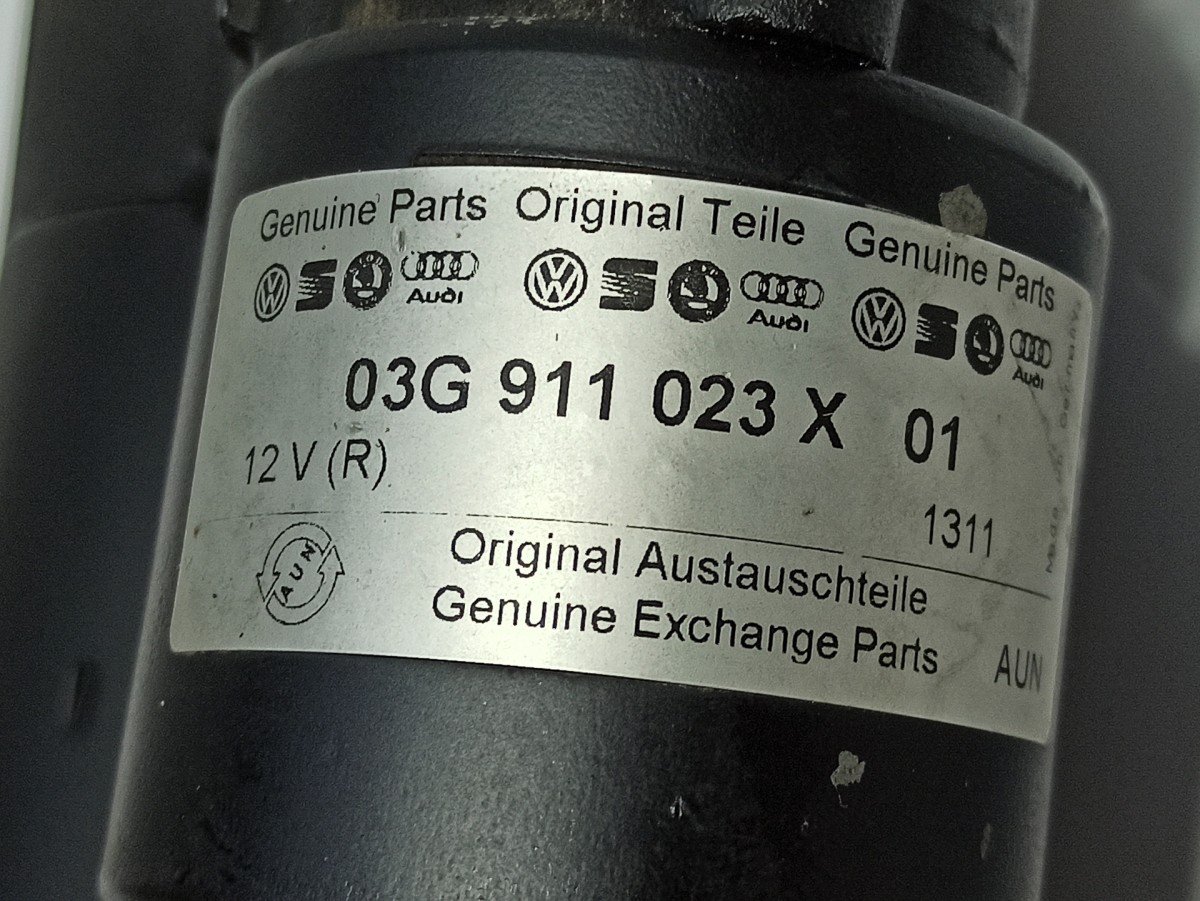 Genuine Parts Original Teile Genuine Parts
Audi Audi Audi
03G 911 023 X 01
12 V (R)
1311
AUN
Original Austauschteile
Genuine Exchange Parts
AUN